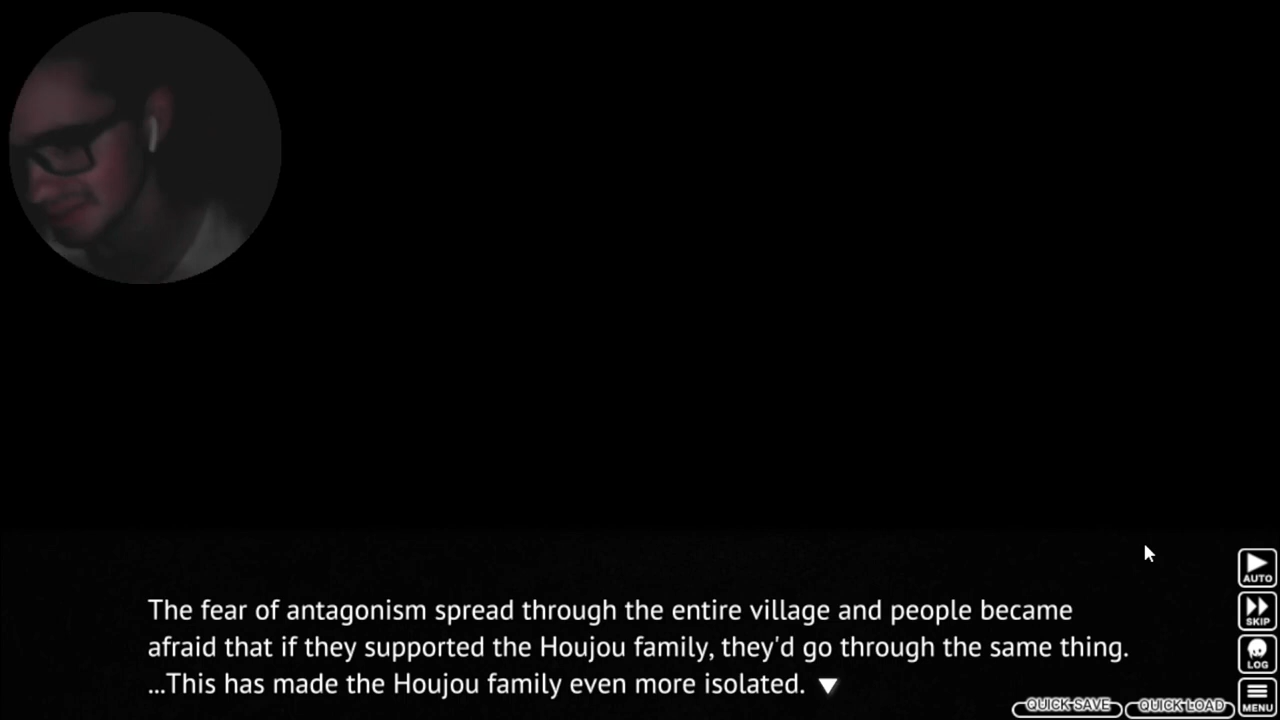 The fear of antagonism spread through the entire village and people became
afraid that if they supported the Houjou family, they'd go through the same thing.
...This has made the Houjou family even more isolated.
AUTO
SKIP
LOG
MENU
QUICK SAVE QUICK LOAD